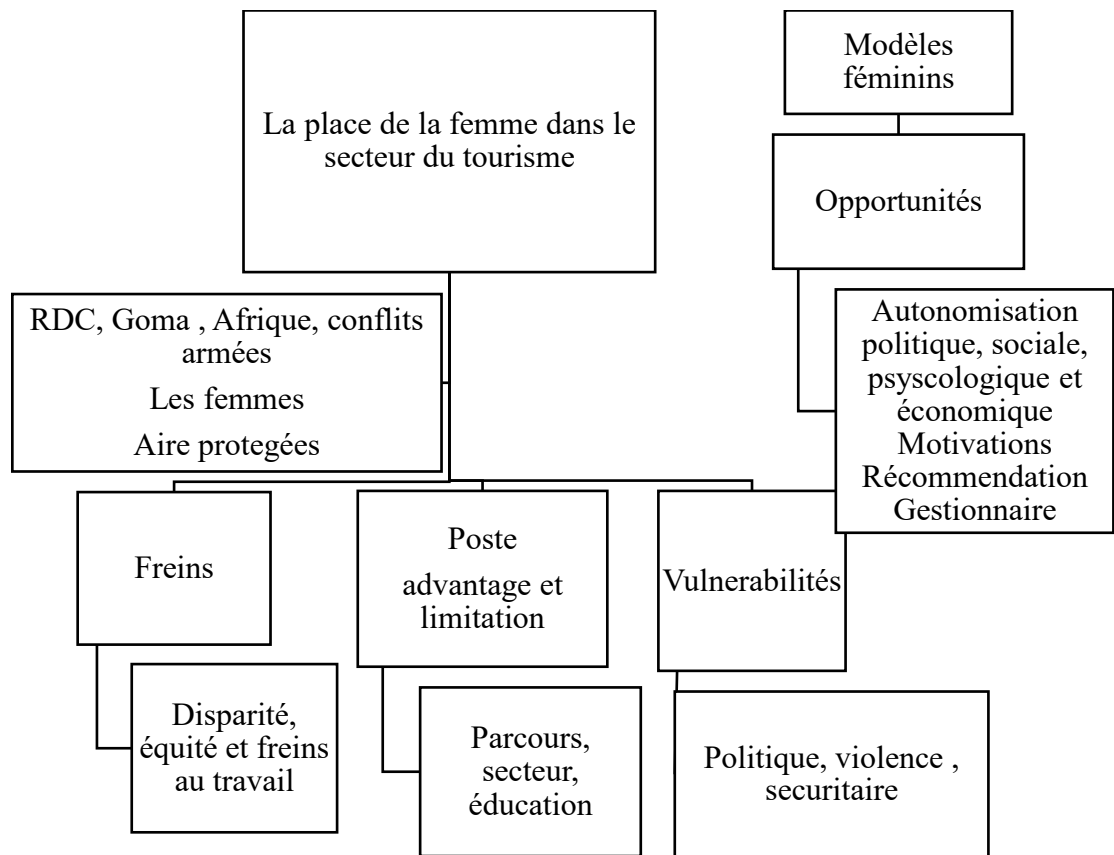 La place de la femme dans le
secteur du tourisme
Modèles
féminins
Opportunités
RDC, Goma , Afrique, conflits
armées
Les femmes
Aire protegées
Autonomisation
politique, sociale,
psyscologique et
économique
Motivations
Récommendation
Gestionnaire
Freins
Poste
advantage et
limitation
Vulnerabilités
Disparité,
équité et freins
au travail
Parcours,
secteur,
éducation
Politique, violence ,
securitaire